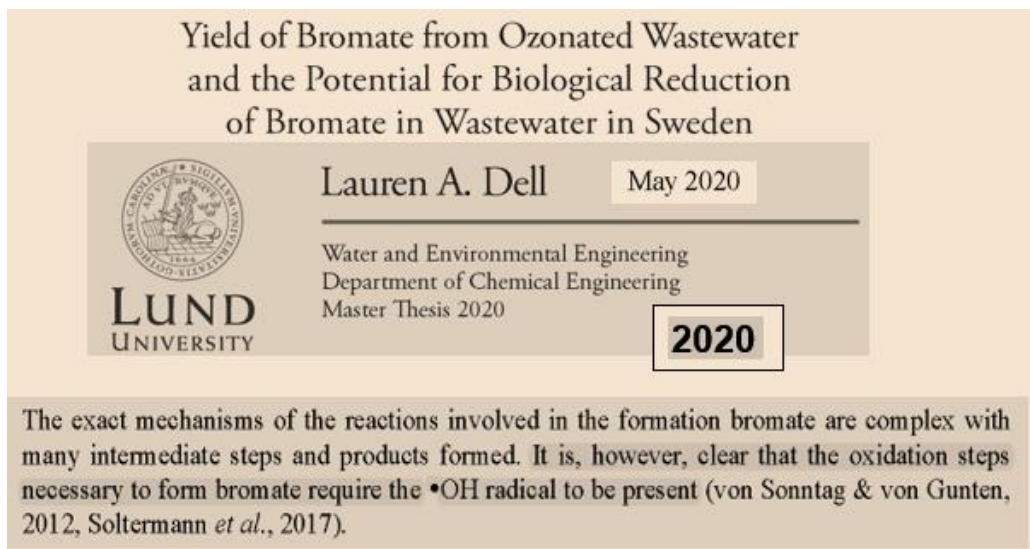 Yield of Bromate from Ozonated Wastewater
and the Potential for Biological Reduction
of Bromate in Wastewater in Sweden
Lauren A. Dell
May 2020
Water and Environmental Engineering
Department of Chemical Engineering
Master Thesis 2020
LUND
UNIVERSITY
2020
The exact mechanisms of the reactions involved in the formation bromate are complex with
many intermediate steps and products formed. It is, however, clear that the oxidation steps
necessary to form bromate require the •OH radical to be present (von Sonntag & von Gunten,
2012, Soltermann et al., 2017).